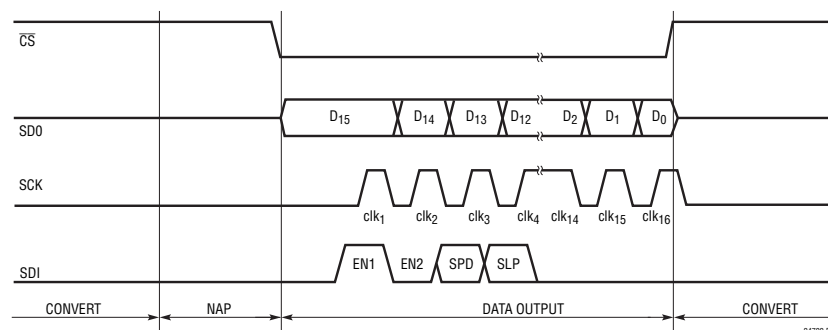 CS
D15 D14 D13 D12 D2 D1 D0
SD0
SCK
clk1 clk2 clk3 clk4 clk14 clk15 clk16
EN1 EN2 SPD SLP
SDI
CONVERT NAP DATA OUTPUT CONVERT